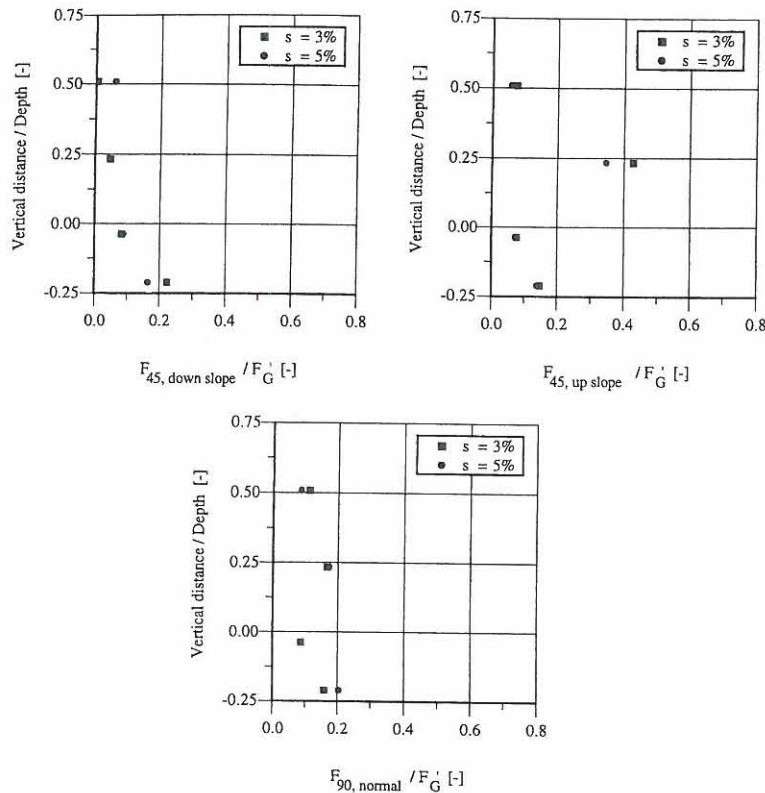 0.75
0.50
0.25
0.00
-0.25
Vertical distance / Depth [-]
s = 3%
s = 5%
0.0 0.2 0.4 0.6 0.8
F45, down slope / FG' [-]
0.75
0.50
0.25
0.00
-0.25
Vertical distance / Depth [-]
s = 3%
s = 5%
0.0 0.2 0.4 0.6 0.8
F45, up slope / FG' [-]
0.75
0.50
0.25
0.00
-0.25
Vertical distance / Depth [-]
s = 3%
s = 5%
0.0 0.2 0.4 0.6 0.8
F90, normal / FG' [-]